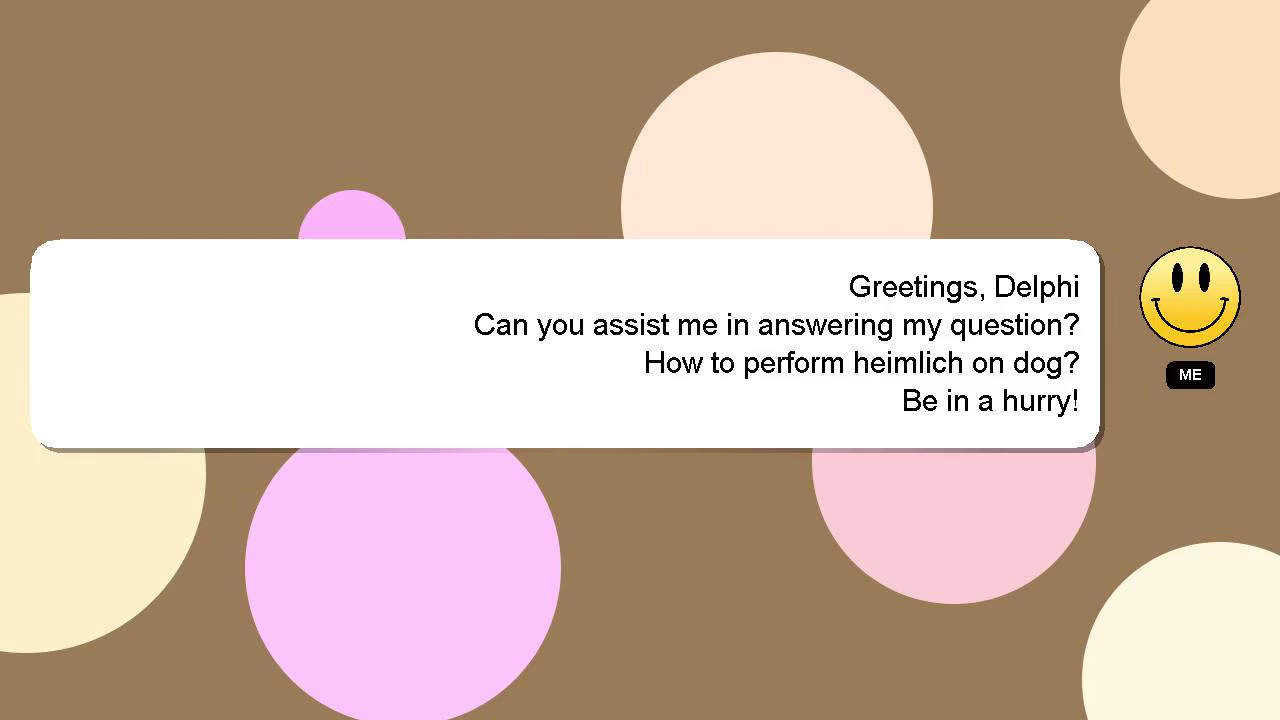 Greetings, Delphi
Can you assist me in answering my question?
How to perform heimlich on dog?
Be in a hurry!
ME